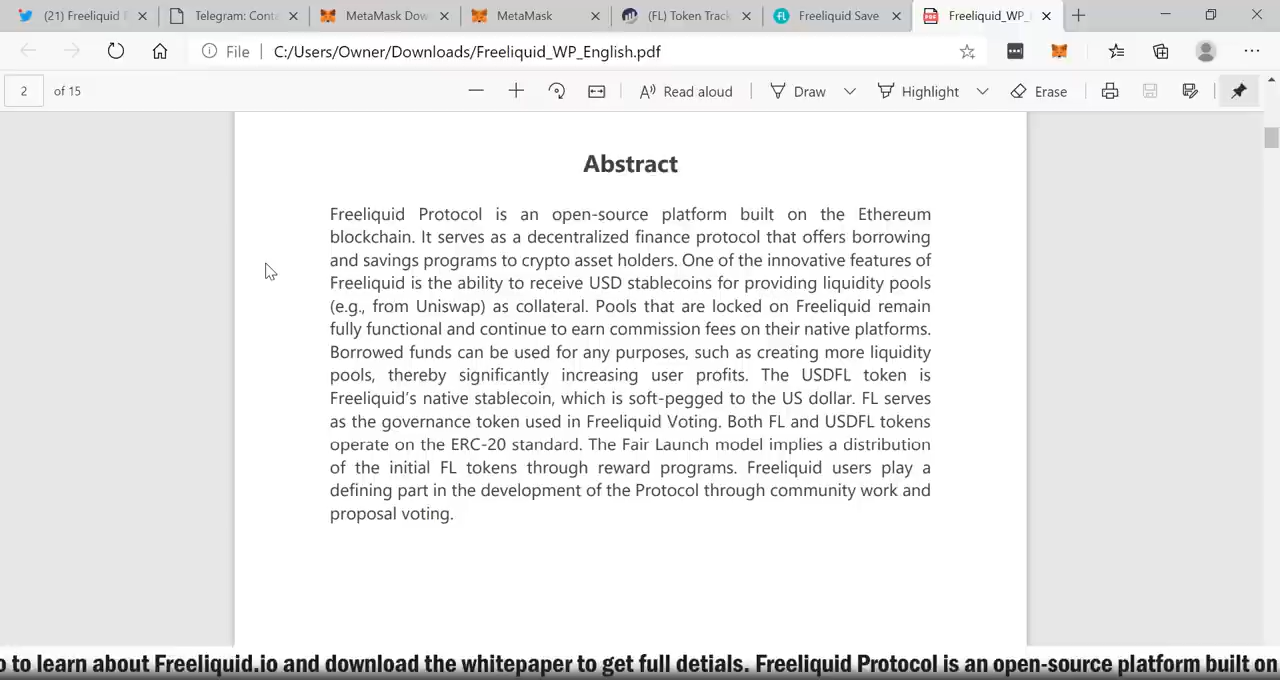 (21) Freeliquid
Telegram: Conta
MetaMask Dow
MetaMask
(FL) Token Track
Freeliquid Save
Freeliquid_WP_
File
C:/Users/Owner/Downloads/Freeliquid_WP_English.pdf
2 of 15
Read aloud
Draw
Highlight
Erase
Abstract
Freeliquid Protocol is an open-source platform built on the Ethereum
blockchain. It serves as a decentralized finance protocol that offers borrowing
and savings programs to crypto asset holders. One of the innovative features of
Freeliquid is the ability to receive USD stablecoins for providing liquidity pools
(e.g., from Uniswap) as collateral. Pools that are locked on Freeliquid remain
fully functional and continue to earn commission fees on their native platforms.
Borrowed funds can be used for any purposes, such as creating more liquidity
pools, thereby significantly increasing user profits. The USDFL token is
Freeliquid’s native stablecoin, which is soft-pegged to the US dollar. FL serves
as the governance token used in Freeliquid Voting. Both FL and USDFL tokens
operate on the ERC-20 standard. The Fair Launch model implies a distribution
of the initial FL tokens through reward programs. Freeliquid users play a
defining part in the development of the Protocol through community work and
proposal voting.
o to learn about Freeliquid.io and download the whitepaper to get full detials. Freeliquid Protocol is an open-source platform built on